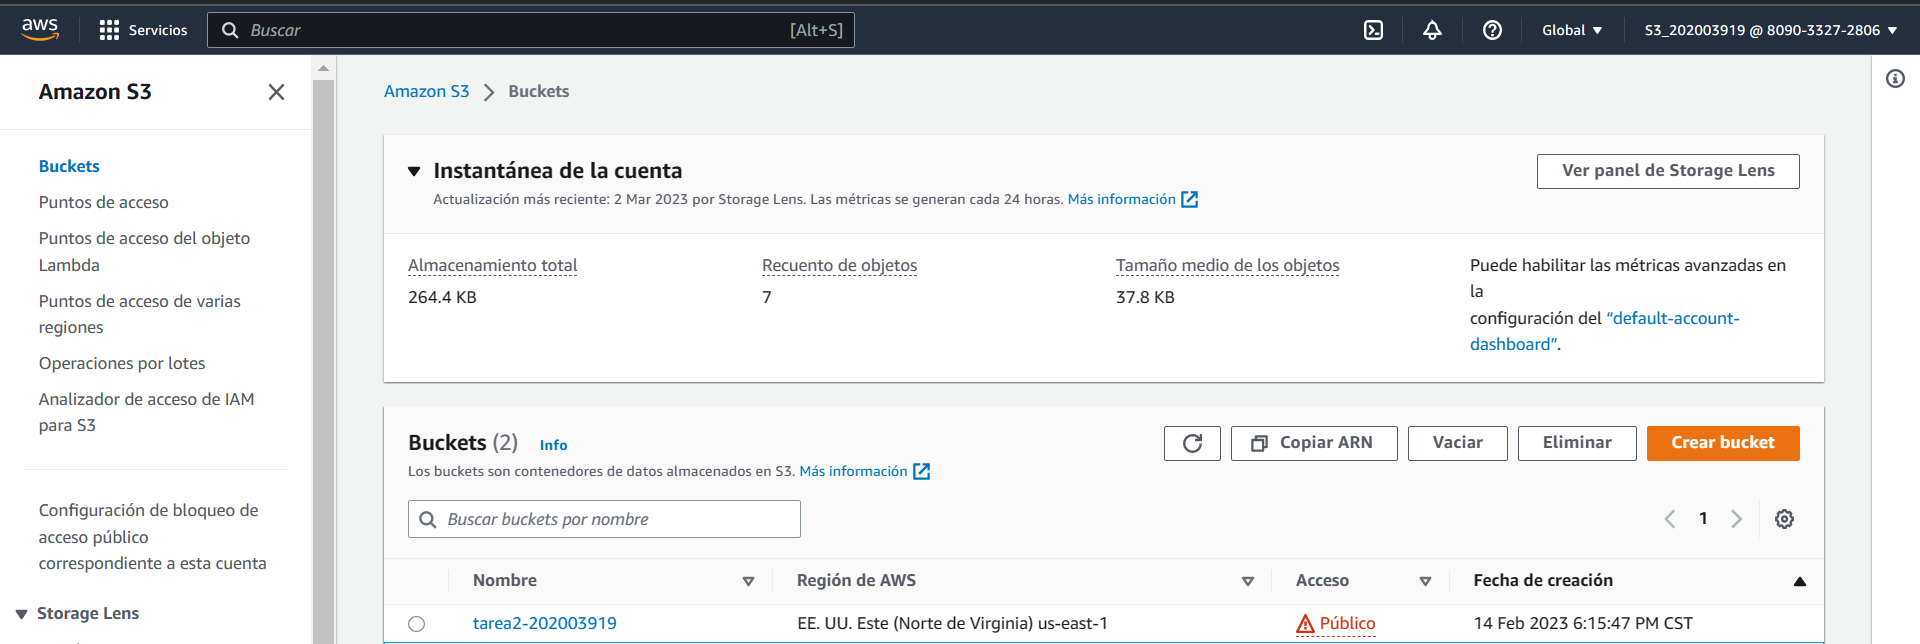 aws
Servicios
Buscar
[Alt+S]
Global
S3_202003919 @ 8090-3327-2806
Amazon S3
Buckets
Puntos de acceso
Puntos de acceso del objeto
Lambda
Puntos de acceso de varias
regiones
Operaciones por lotes
Analizador de acceso de IAM
para S3
Configuración de bloqueo de
acceso público
correspondiente a esta cuenta
Storage Lens
Amazon S3
Buckets
Instantánea de la cuenta
Actualización más reciente: 2 Mar 2023 por Storage Lens. Las métricas se generan cada 24 horas. Más información
Ver panel de Storage Lens
Almacenamiento total
264.4 KB
Recuento de objetos
7
Tamaño medio de los objetos
37.8 KB
Puede habilitar las métricas avanzadas en
la
configuración del “default-account-
dashboard”.
Buckets (2)
Info
Los buckets son contenedores de datos almacenados en S3. Más información
Copiar ARN
Vaciar
Eliminar
Crear bucket
Buscar buckets por nombre
1
Nombre
Región de AWS
Acceso
Fecha de creación
tarea2-202003919
EE. UU. Este (Norte de Virginia) us-east-1
Público
14 Feb 2023 6:15:47 PM CST